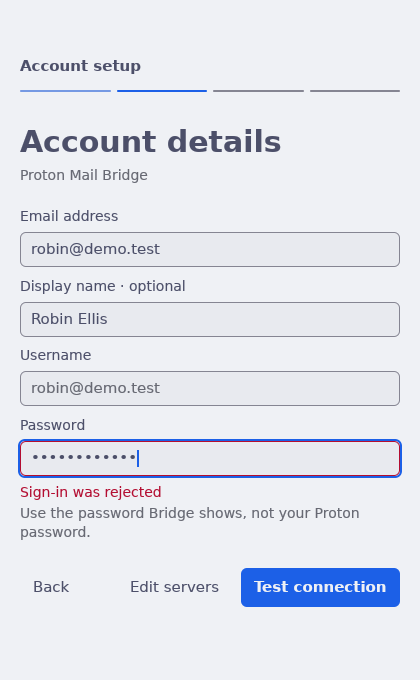 Account setup
Account details
Proton Mail Bridge
Email address
robin@demo.test
Display name · optional
Robin Ellis
Username
robin@demo.test
Password
••••••••••••
Sign-in was rejected
Use the password Bridge shows, not your Proton
password.
Back Edit servers Test connection